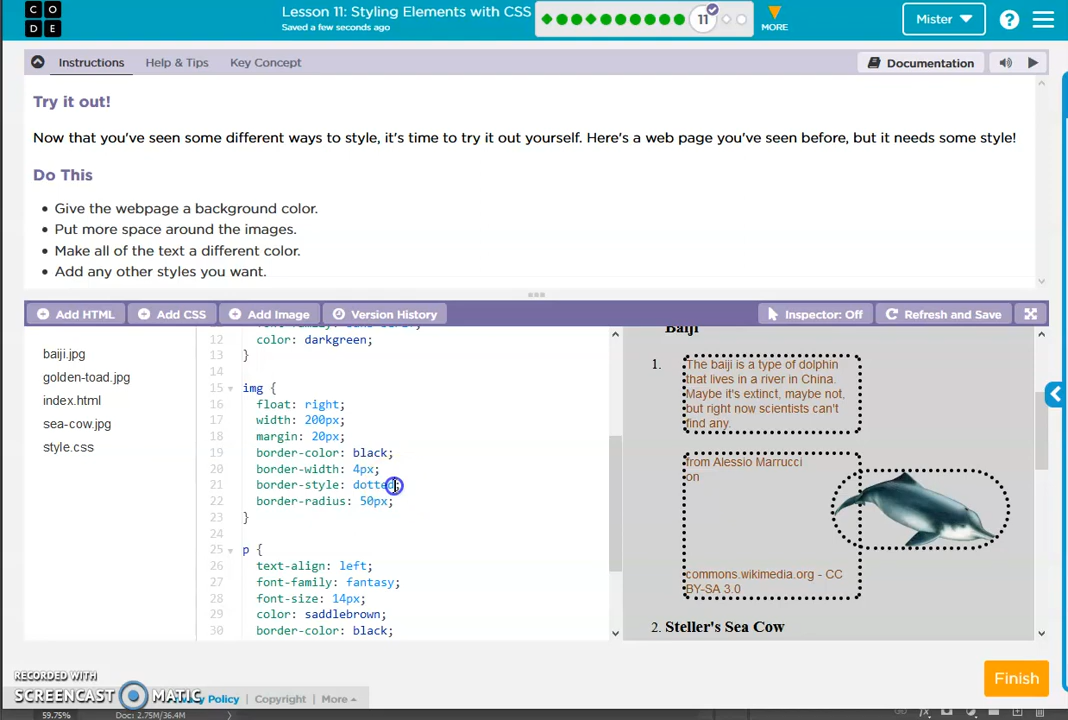 C O
D E
Lesson 11: Styling Elements with CSS
Saved a few seconds ago
11
MORE
Mister
?
Instructions
Help & Tips
Key Concept
Documentation
Try it out!
Now that you've seen some different ways to style, it's time to try it out yourself. Here's a web page you've seen before, but it needs some style!
Do This
Give the webpage a background color.
Put more space around the images.
Make all of the text a different color.
Add any other styles you want.
Add HTML
Add CSS
Add Image
Version History
Inspector: Off
Refresh and Save
baiji.jpg
golden-toad.jpg
index.html
sea-cow.jpg
style.css
12 color: darkgreen;
13 }
14
15 img {
16 float: right;
17 width: 200px;
18 margin: 20px;
19 border-color: black;
20 border-width: 4px;
21 border-style: dotted;
22 border-radius: 50px;
23 }
24
25 p {
26 text-align: left;
27 font-family: fantasy;
28 font-size: 14px;
29 color: saddlebrown;
30 border-color: black;
Baiji
1.
The baiji is a type of dolphin
that lives in a river in China.
Maybe it's extinct, maybe not,
but right now scientists can't
find any.
from Alessio Marrucci
on
commons.wikimedia.org - CC
BY-SA 3.0
2. Steller's Sea Cow
Finish
RECORDED WITH
SCREENCAST MATIC
Policy
Copyright
More
59.75%
Doc: 2.75M/36.4M